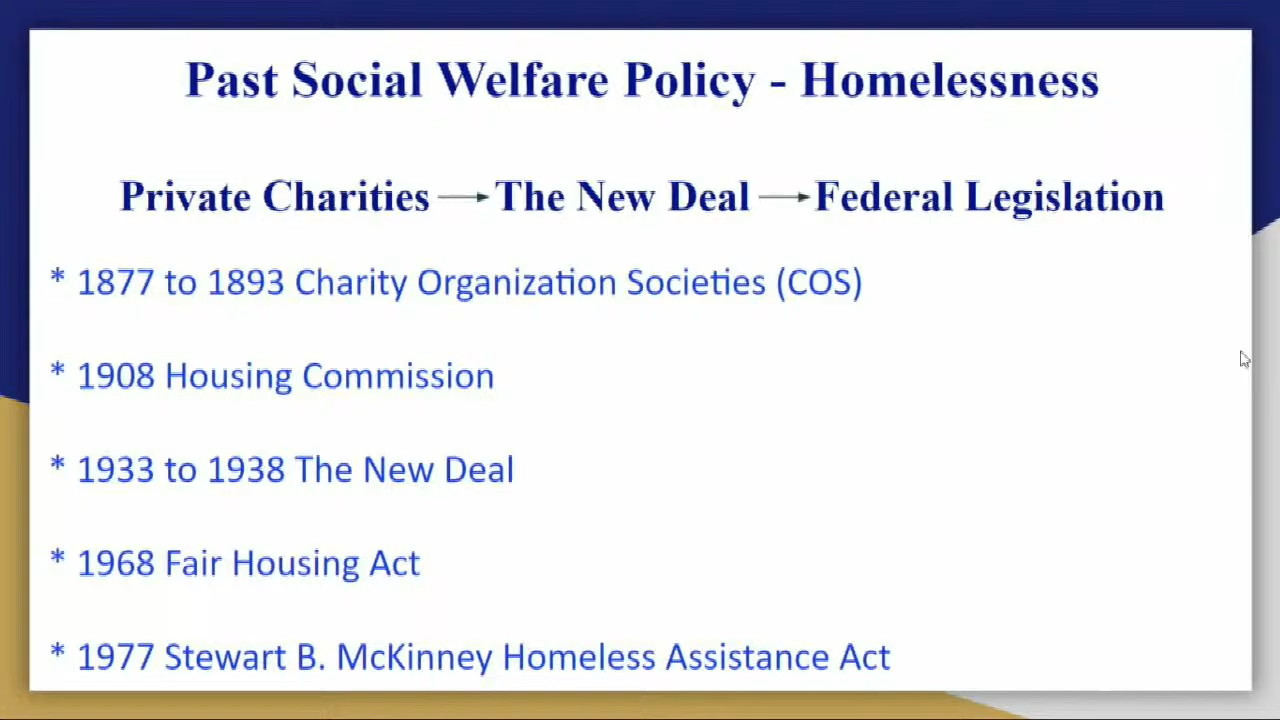 Past Social Welfare Policy - Homelessness
Private Charities → The New Deal → Federal Legislation
* 1877 to 1893 Charity Organization Societies (COS)
* 1908 Housing Commission
* 1933 to 1938 The New Deal
* 1968 Fair Housing Act
* 1977 Stewart B. McKinney Homeless Assistance Act